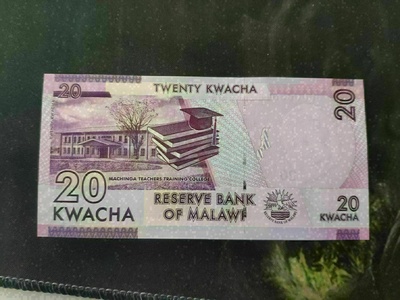 20
TWENTY KWACHA
20
MACHINGA TEACHERS TRAINING COLLEGE
20
KWACHA
RESERVE BANK
OF MALAWI
20
KWACHA